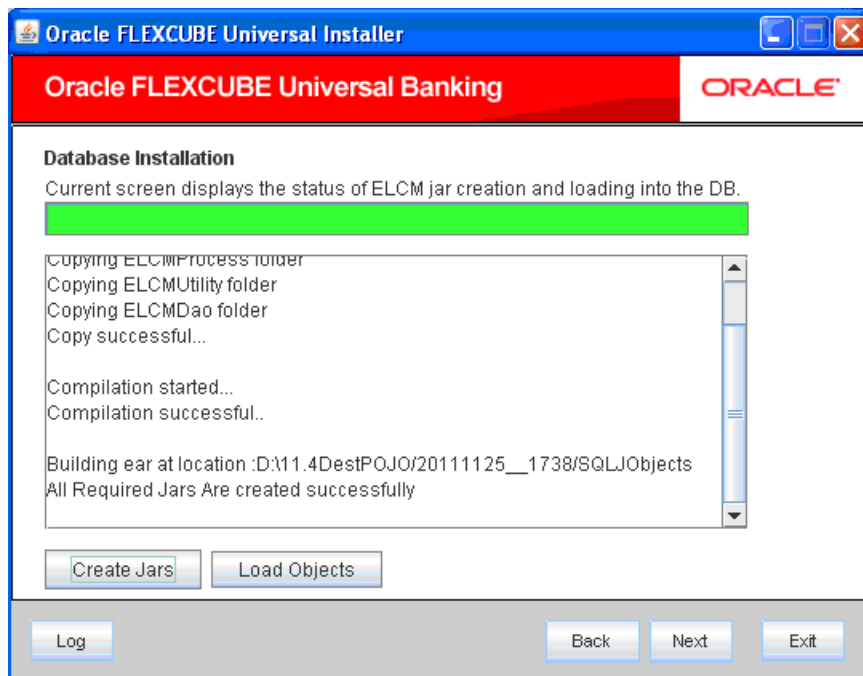 Oracle FLEXCUBE Universal Installer
Oracle FLEXCUBE Universal Banking
ORACLE
Database Installation
Current screen displays the status of ELCM jar creation and loading into the DB.
Copying ELCMProcess folder
Copying ELCMUtility folder
Copying ELCMDao folder
Copy successful...
Compilation started...
Compilation successful..
Building ear at location :D:\11.4DestPOJO/20111125__1738/SQLJObjects
All Required Jars Are created successfully
Create Jars
Load Objects
Log
Back
Next
Exit